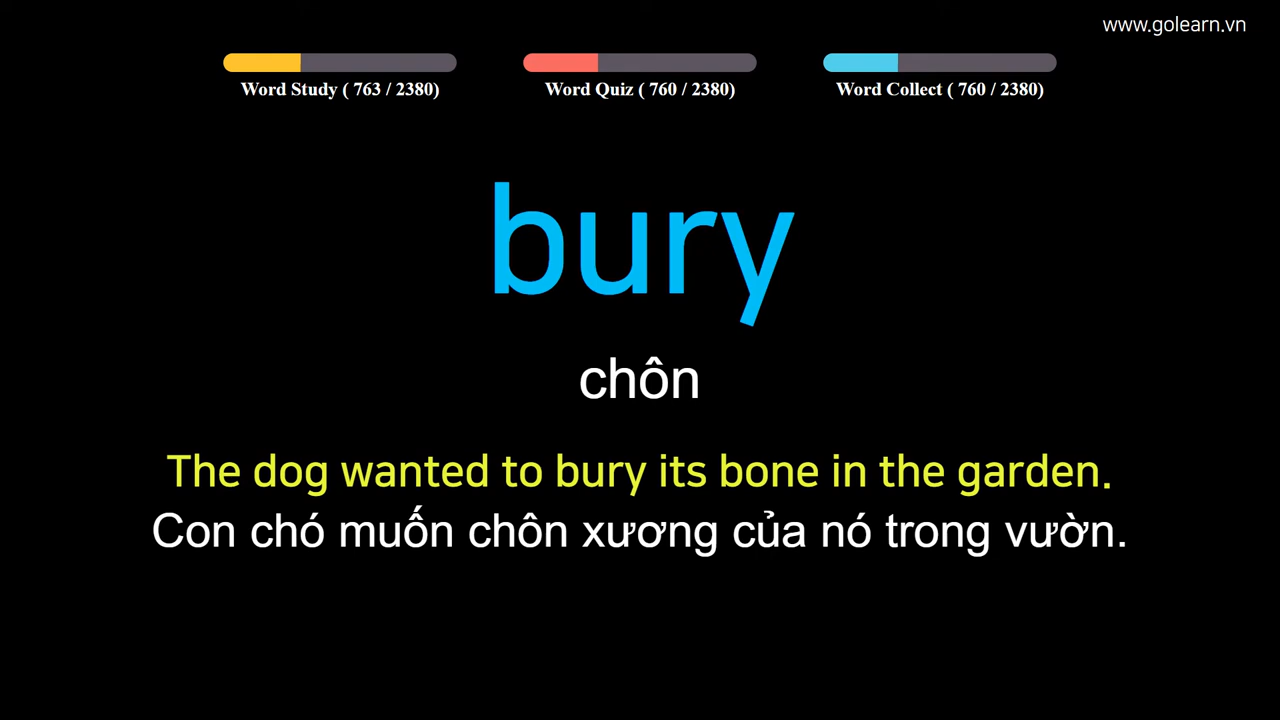 www.golearn.vn
Word Study ( 763 / 2380)
Word Quiz ( 760 / 2380)
Word Collect ( 760 / 2380)
bury
chôn
The dog wanted to bury its bone in the garden.
Con chó muốn chôn xương của nó trong vườn.